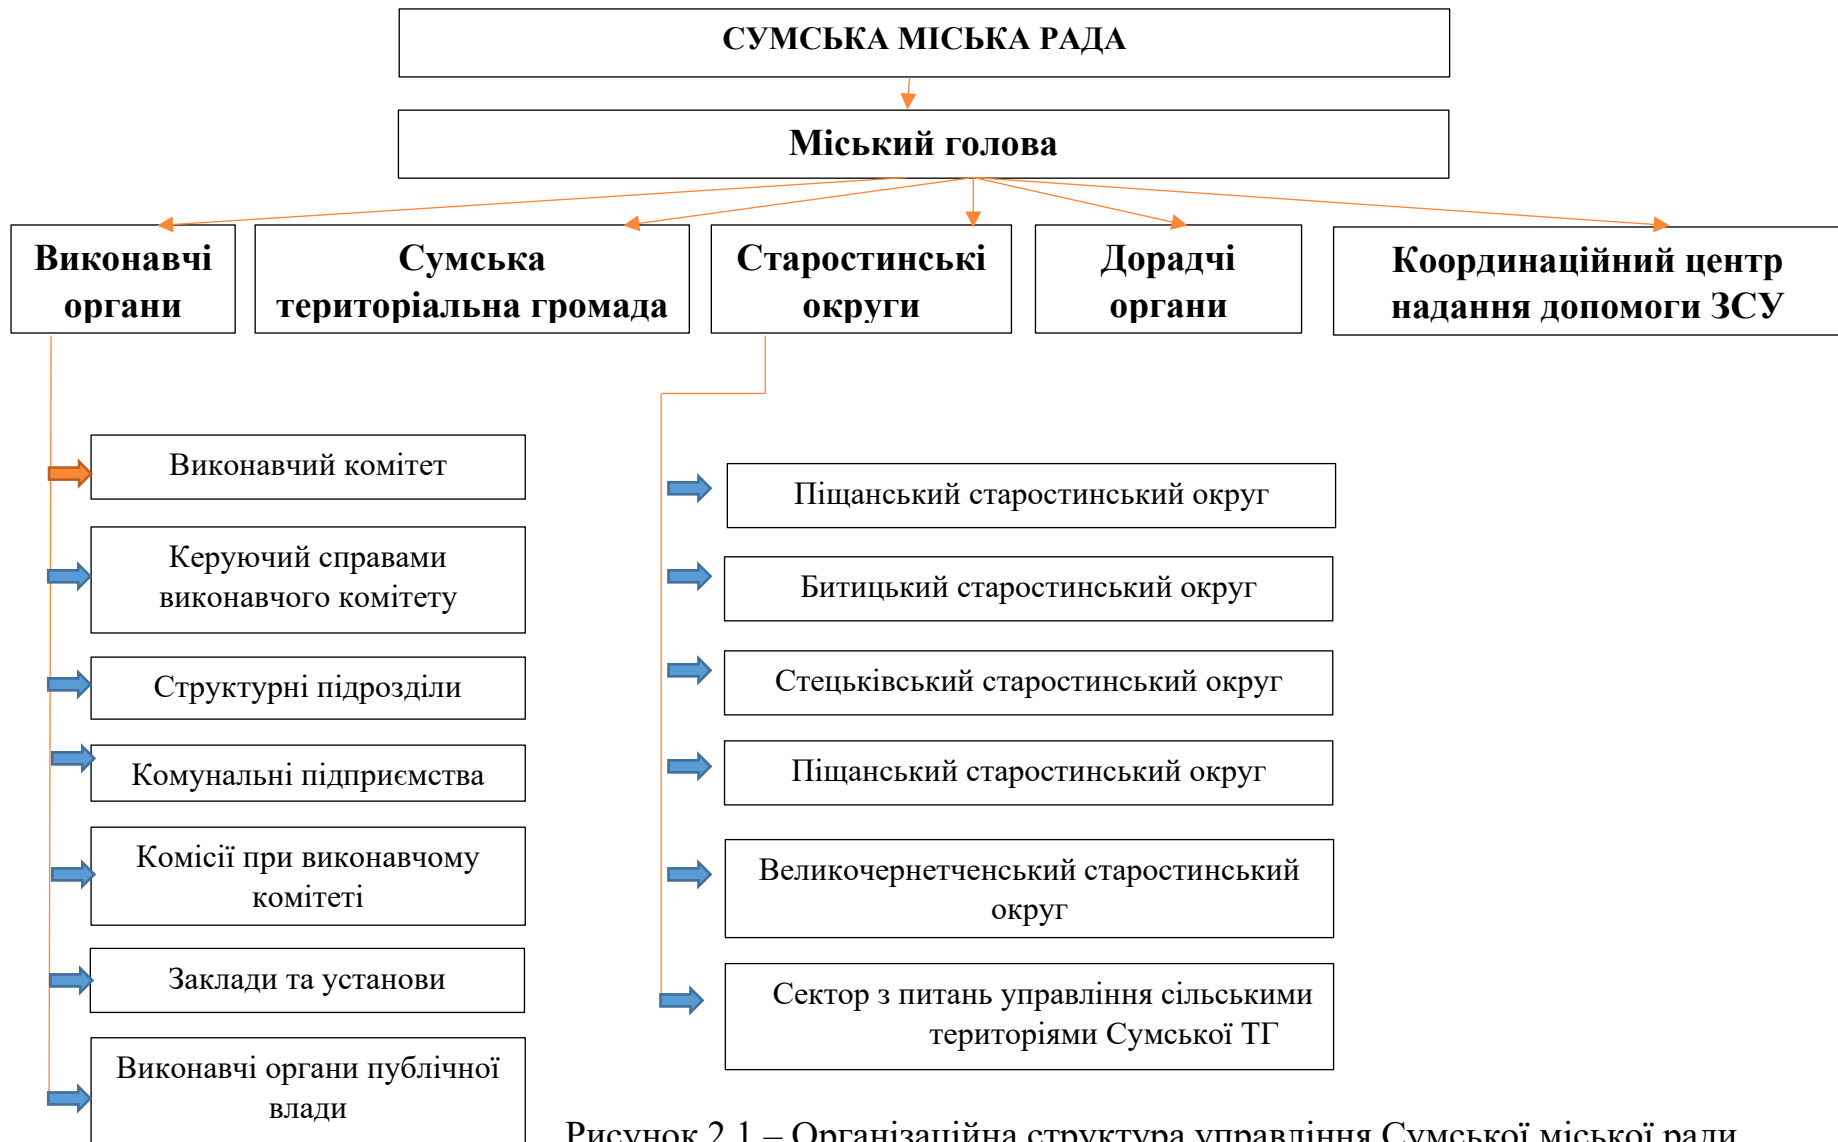 СУМСЬКА МІСЬКА РАДА
Міський голова
Виконавчі
органи
Сумська
територіальна громада
Старостинські
округи
Дорадчі
органи
Координаційний центр
надання допомоги ЗСУ
Виконавчий комітет
Керуючий справами
виконавчого комітету
Структурні підрозділи
Комунальні підприємства
Комісії при виконавчому
комітеті
Заклади та установи
Виконавчі органи публічної
влади
Піщанський старостинський округ
Битицький старостинський округ
Стецьківський старостинський округ
Піщанський старостинський округ
Великочернетченський старостинський
округ
Сектор з питань управління сільськими
територіями Сумської ТГ
Рисунок 2.1 – Організаційна структура управління Сумської міської ради